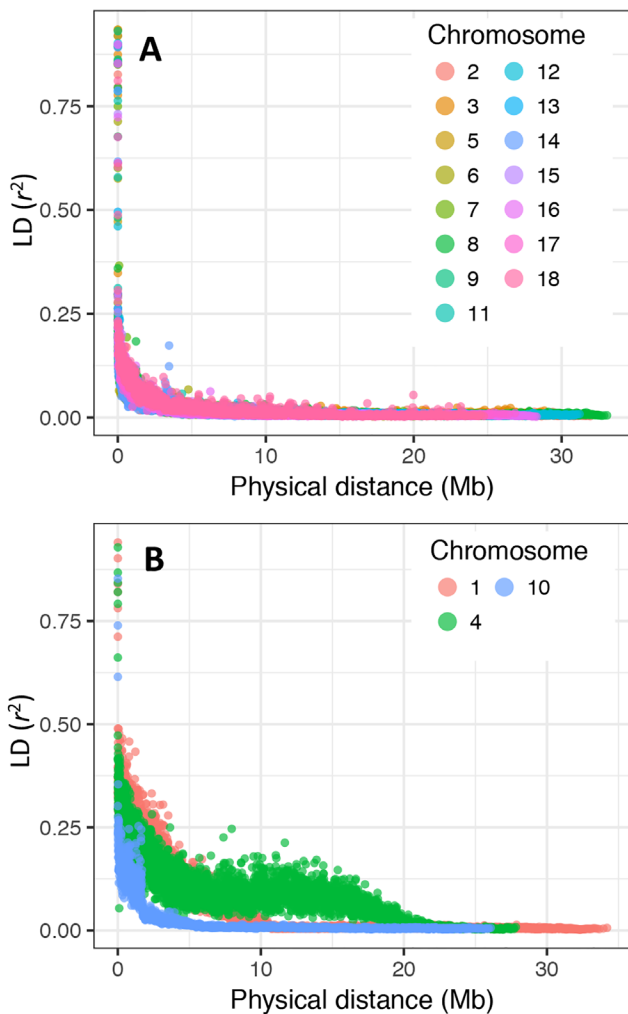 A
Chromosome
2 12
3 13
5 14
6 15
7 16
8 17
9 18
11
LD (r²)
0.75
0.50
0.25
0.00
0 10 20 30
Physical distance (Mb)
B
Chromosome
1 10
4
LD (r²)
0.75
0.50
0.25
0.00
0 10 20 30
Physical distance (Mb)